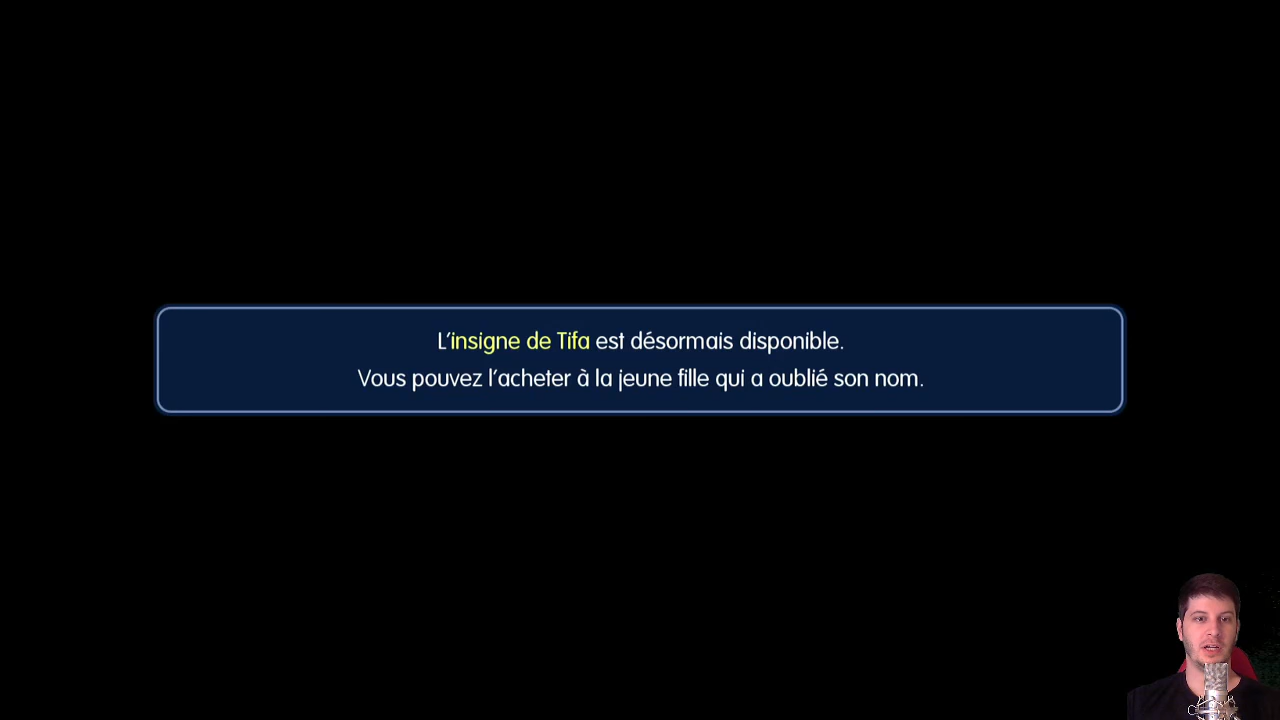 L'insigne de Tifa est désormais disponible.
Vous pouvez l'acheter à la jeune fille qui a oublié son nom.